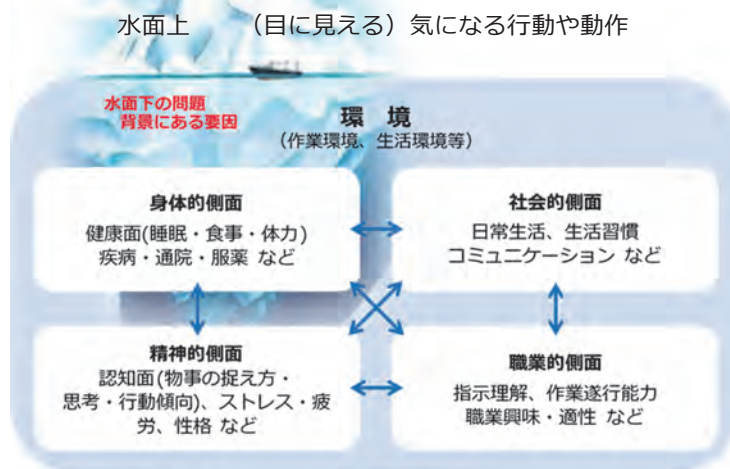 水面上　（目に見える）気になる行動や動作
水面下の問題
背景にある要因
環　境
（作業環境、生活環境等）
身体的側面
健康面(睡眠・食事・体力)
疾病・通院・服薬 など
社会的側面
日常生活、生活習慣
コミュニケーション など
精神的側面
認知面(物事の捉え方・
思考・行動傾向)、ストレス・疲
労、性格 など
職業的側面
指示理解、作業遂行能力
職業興味・適性 など